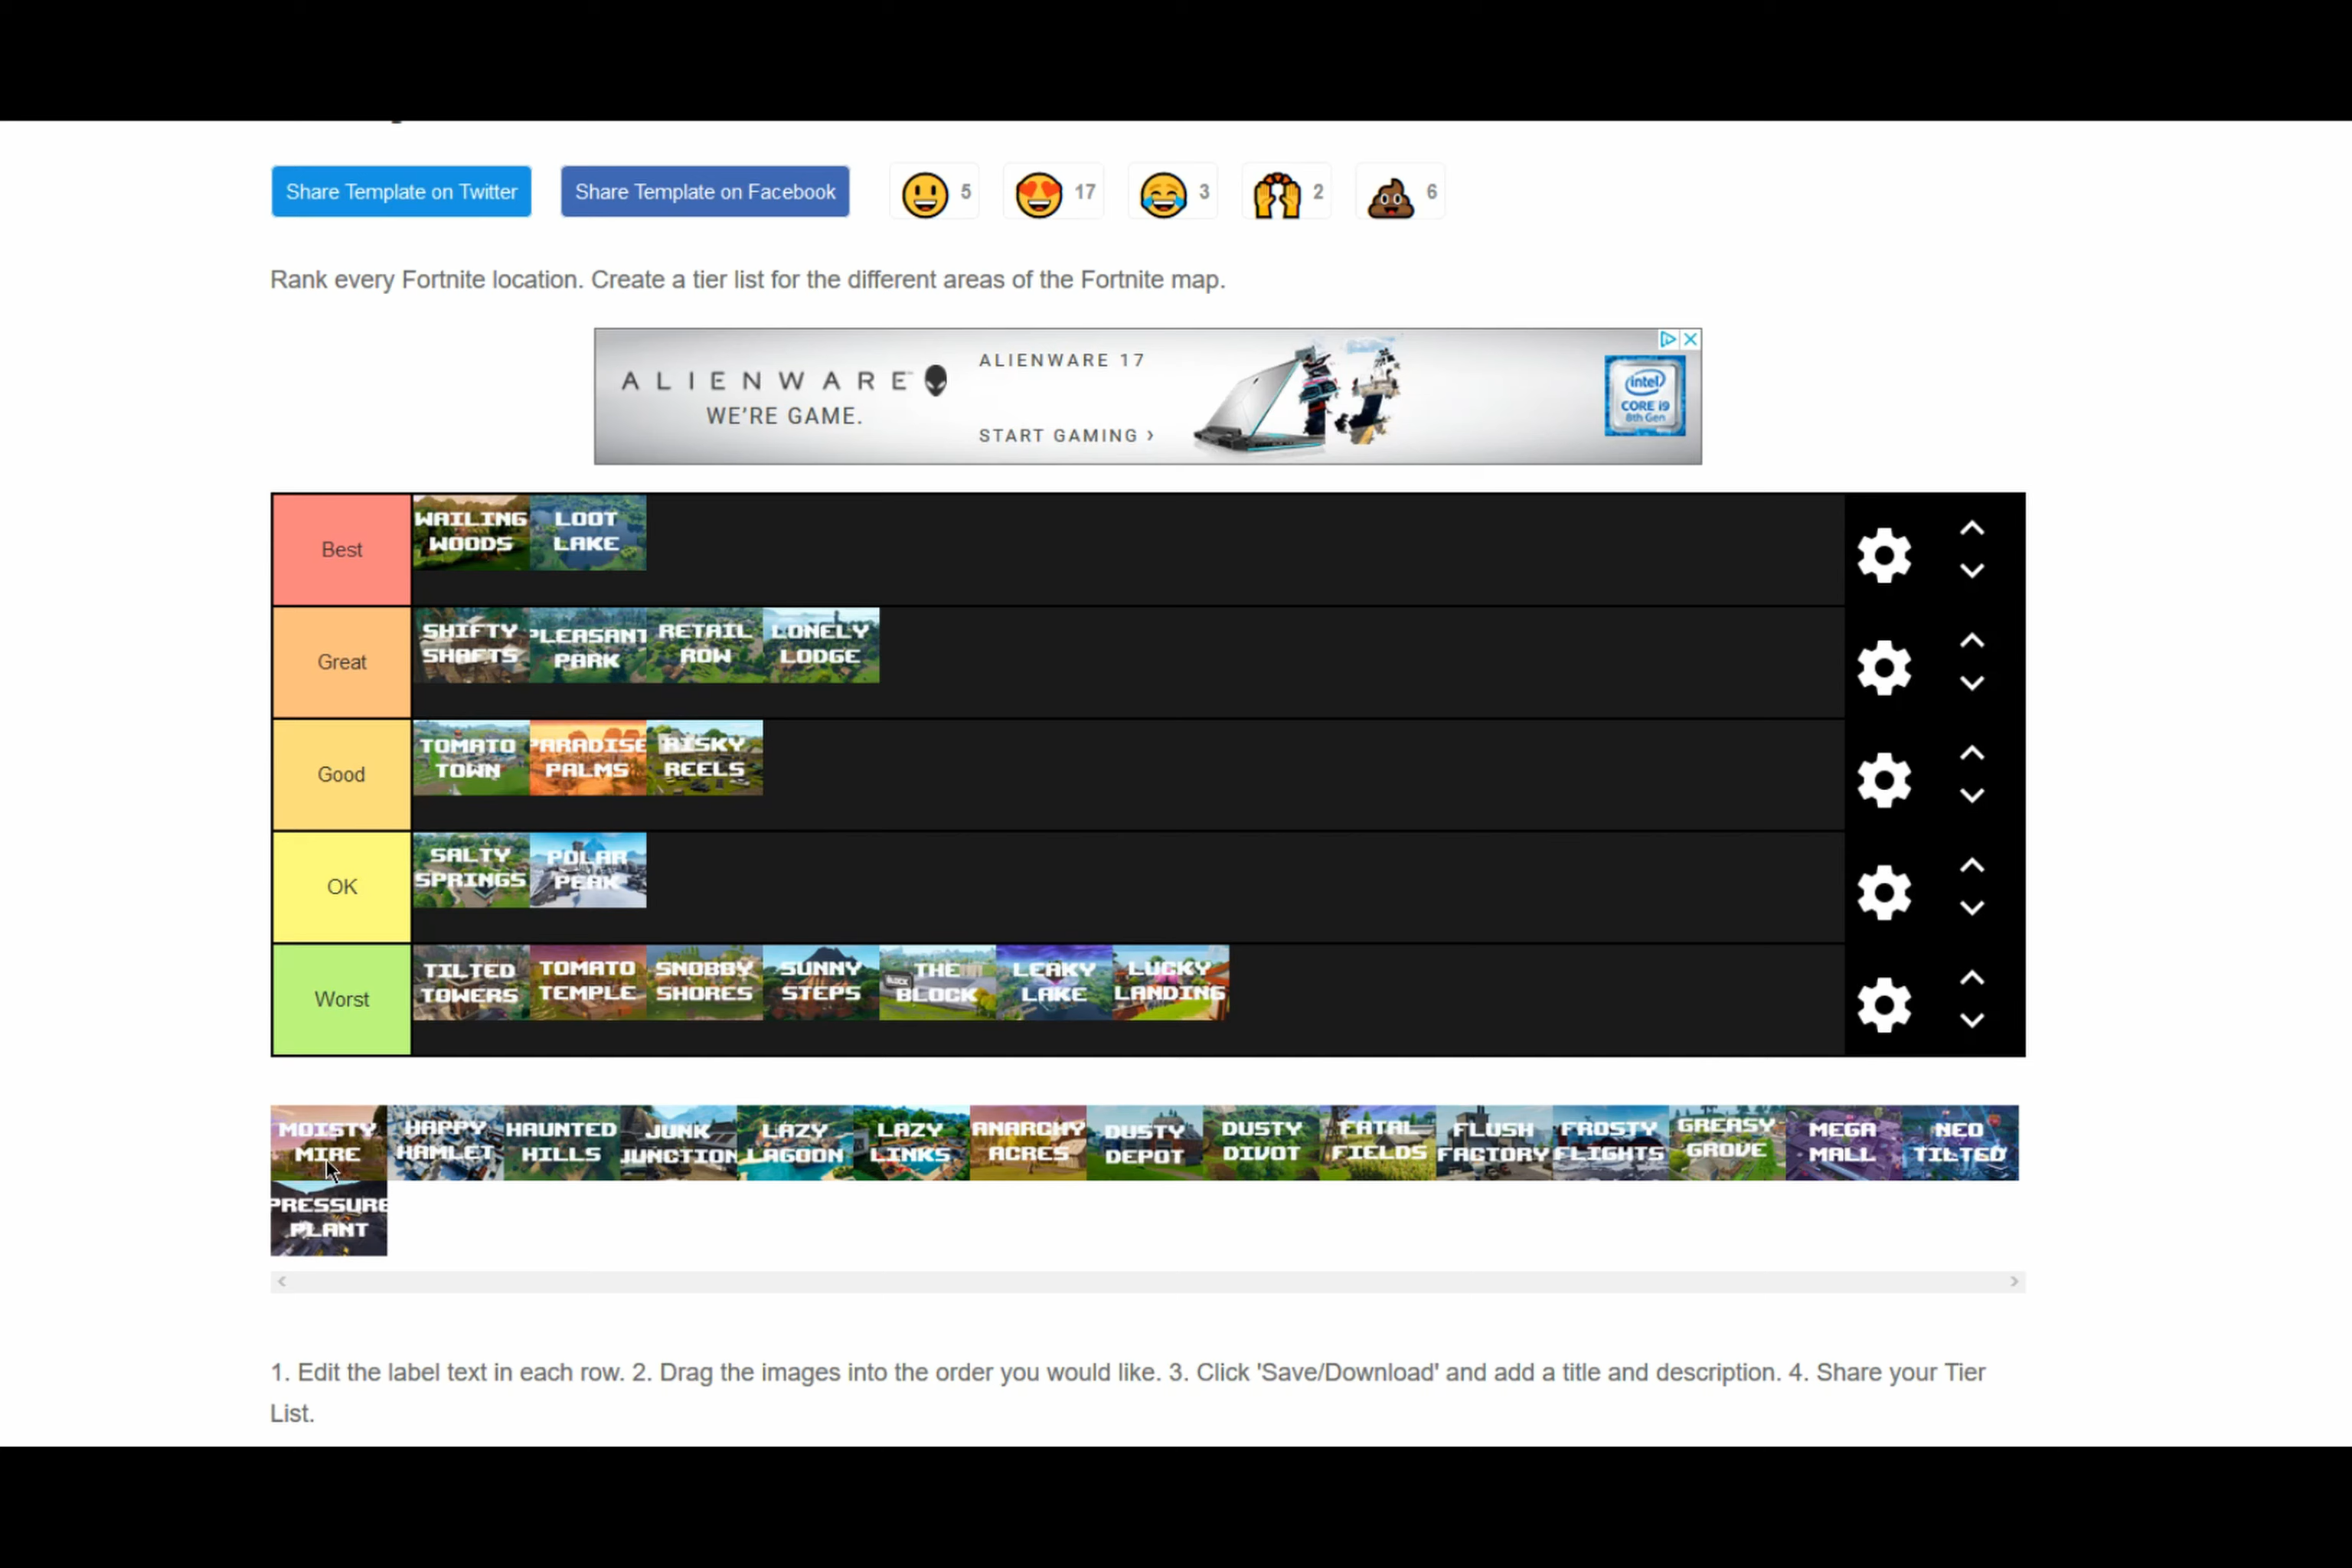 Share Template on Twitter
Share Template on Facebook
5
17
3
2
6
Rank every Fortnite location. Create a tier list for the different areas of the Fortnite map.
ALIENWARE
WE'RE GAME.
ALIENWARE 17
START GAMING ›
intel
CORE i9
8th Gen
Best
WAILING
WOODS
LOOT
LAKE
Great
SHIFTY
SHAFTS
PLEASANT
PARK
RETAIL
ROW
LONELY
LODGE
Good
TOMATO
TOWN
PARADISE
PALMS
RISKY
REELS
OK
SALTY
SPRINGS
POLAR
PEAK
Worst
TILTED
TOWERS
TOMATO
TEMPLE
SNOBBY
SHORES
SUNNY
STEPS
THE
BLOCK
BLOCK
LEAKY
LAKE
LUCKY
LANDING
MOISTY
MIRE
HAPPY
HAMLET
HAUNTED
HILLS
JUNK
JUNCTION
LAZY
LAGOON
LAZY
LINKS
ANARCHY
ACRES
DUSTY
DEPOT
DUSTY
DIVOT
FATAL
FIELDS
FLUSH
FACTORY
FROSTY
FLIGHTS
GREASY
GROVE
MEGA
MALL
NEO
TILTED
PRESSURE
PLANT
1. Edit the label text in each row. 2. Drag the images into the order you would like. 3. Click 'Save/Download' and add a title and description. 4. Share your Tier
List.